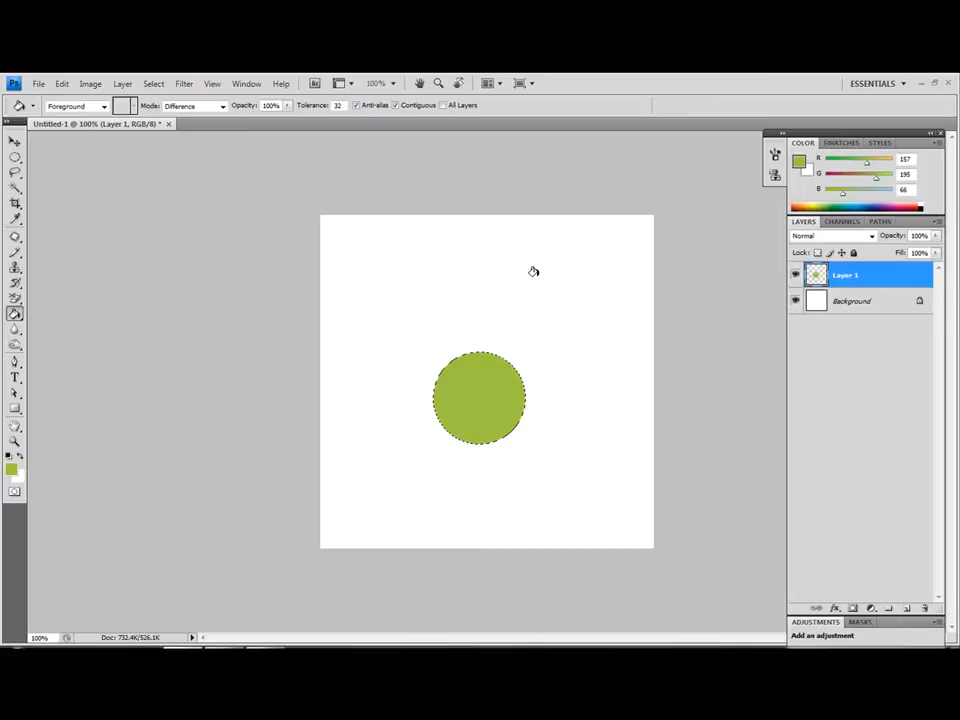 Ps File Edit Image Layer Select Filter View Window Help Br 100% ESSENTIALS
Foreground Mode: Difference Opacity: 100% Tolerance: 32 Anti-alias Contiguous All Layers
Untitled-1 @ 100% (Layer 1, RGB/8) * ×
COLOR SWATCHES STYLES
R 157
G 195
B 66
LAYERS CHANNELS PATHS
Normal Opacity: 100%
Lock: Fill: 100%
Layer 1
Background
T
fx
100% Doc: 732.4K/526.1K
ADJUSTMENTS MASKS
Add an adjustment